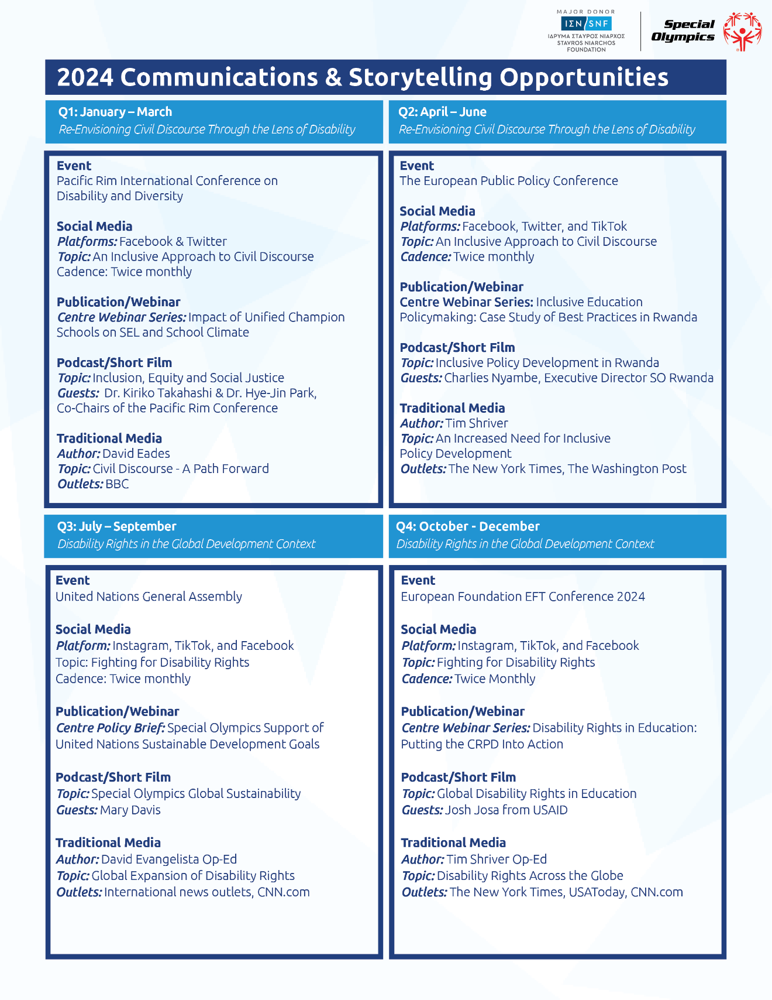 MAJOR DONOR
ΙΣΝ/SNF
ΙΔΡΥΜΑ ΣΤΑΥΡΟΣ ΝΙΑΡΧΟΣ
STAVROS NIARCHOS
FOUNDATION
Special
Olympics
2024 Communications & Storytelling Opportunities
Q1: January – March
Re-Envisioning Civil Discourse Through the Lens of Disability
Event
Pacific Rim International Conference on
Disability and Diversity
Social Media
Platforms: Facebook & Twitter
Topic: An Inclusive Approach to Civil Discourse
Cadence: Twice monthly
Publication/Webinar
Centre Webinar Series: Impact of Unified Champion
Schools on SEL and School Climate
Podcast/Short Film
Topic: Inclusion, Equity and Social Justice
Guests: Dr. Kiriko Takahashi & Dr. Hye-Jin Park,
Co-Chairs of the Pacific Rim Conference
Traditional Media
Author: David Eades
Topic: Civil Discourse - A Path Forward
Outlets: BBC
Q2: April – June
Re-Envisioning Civil Discourse Through the Lens of Disability
Event
The European Public Policy Conference
Social Media
Platforms: Facebook, Twitter, and TikTok
Topic: An Inclusive Approach to Civil Discourse
Cadence: Twice monthly
Publication/Webinar
Centre Webinar Series: Inclusive Education
Policymaking: Case Study of Best Practices in Rwanda
Podcast/Short Film
Topic: Inclusive Policy Development in Rwanda
Guests: Charlies Nyambe, Executive Director SO Rwanda
Traditional Media
Author: Tim Shriver
Topic: An Increased Need for Inclusive
Policy Development
Outlets: The New York Times, The Washington Post
Q3: July – September
Disability Rights in the Global Development Context
Event
United Nations General Assembly
Social Media
Platform: Instagram, TikTok, and Facebook
Topic: Fighting for Disability Rights
Cadence: Twice monthly
Publication/Webinar
Centre Policy Brief: Special Olympics Support of
United Nations Sustainable Development Goals
Podcast/Short Film
Topic: Special Olympics Global Sustainability
Guests: Mary Davis
Traditional Media
Author: David Evangelista Op-Ed
Topic: Global Expansion of Disability Rights
Outlets: International news outlets, CNN.com
Q4: October - December
Disability Rights in the Global Development Context
Event
European Foundation EFT Conference 2024
Social Media
Platform: Instagram, TikTok, and Facebook
Topic: Fighting for Disability Rights
Cadence: Twice Monthly
Publication/Webinar
Centre Webinar Series: Disability Rights in Education:
Putting the CRPD Into Action
Podcast/Short Film
Topic: Global Disability Rights in Education
Guests: Josh Josa from USAID
Traditional Media
Author: Tim Shriver Op-Ed
Topic: Disability Rights Across the Globe
Outlets: The New York Times, USAToday, CNN.com